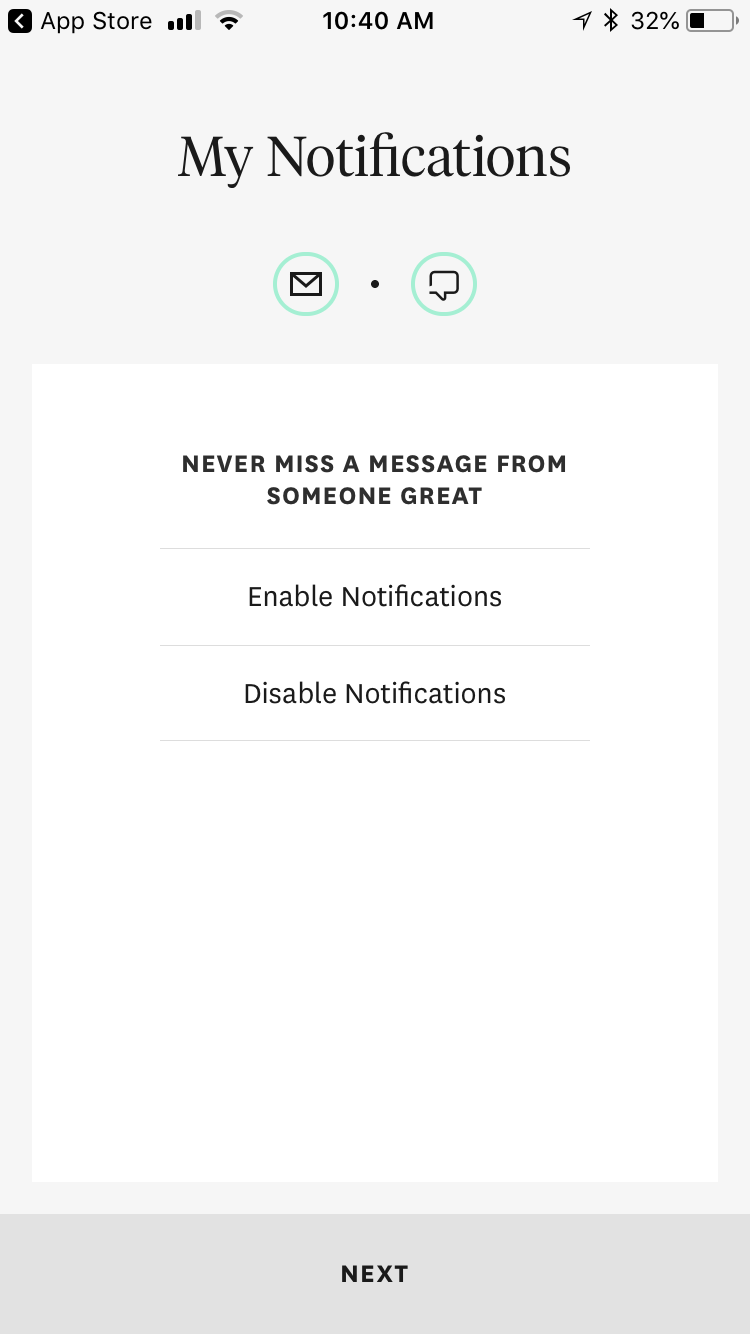 App Store 10:40 AM 32%
My Notifications
NEVER MISS A MESSAGE FROM
SOMEONE GREAT
Enable Notifications
Disable Notifications
NEXT